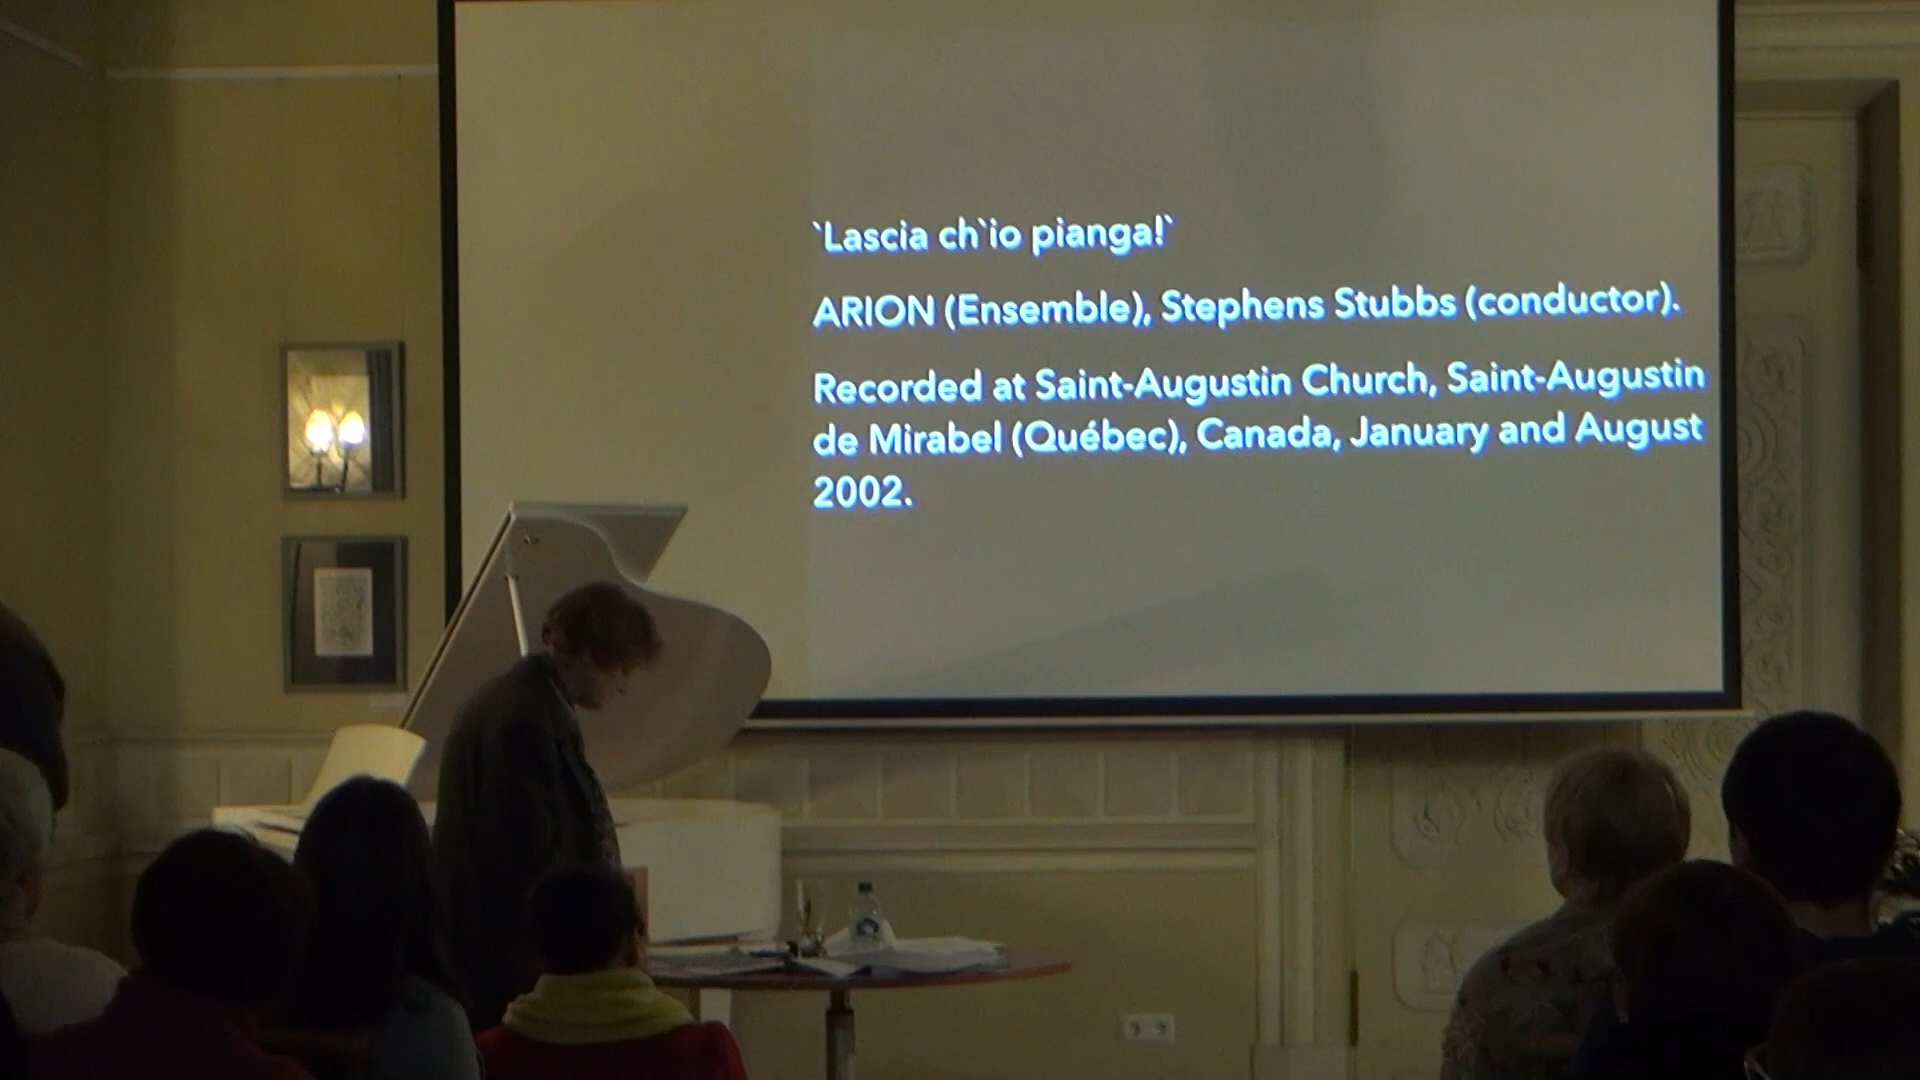 `Lascia ch`io pianga!`
ARION (Ensemble), Stephens Stubbs (conductor).
Recorded at Saint-Augustin Church, Saint-Augustin
de Mirabel (Québec), Canada, January and August
2002.